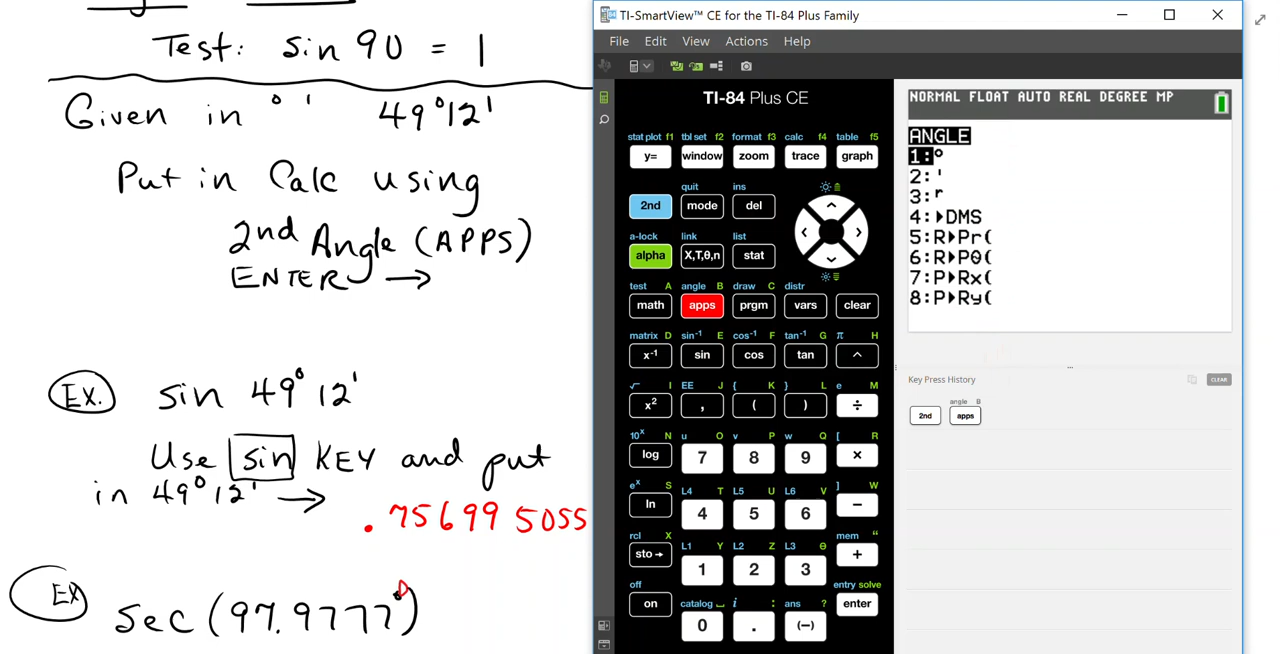 Test: sin 90 = 1
Given in ° ' 49°12'
Put in Calc using
2nd Angle (APPS)
ENTER →
EX. sin 49° 12'
Use sin KEY and put
in 49°12' →
.756995055
EX sec (97.9777°)
TI-SmartView™ CE for the TI-84 Plus Family
File Edit View Actions Help
TI-84 Plus CE
stat plot f1 tbl set f2 format f3 calc f4 table f5
y= window zoom trace graph
quit ins
2nd mode del
a-lock link list
alpha X,T,θ,n stat
test A angle B draw C distr
math apps prgm vars clear
matrix D sin⁻¹ E cos⁻¹ F tan⁻¹ G π H
x⁻¹ sin cos tan ^
√ I EE J { K } L e M
x² , ( ) ÷
10ˣ N u O v P w Q [ R
log 7 8 9 ×
eˣ S L4 T L5 U L6 V ] W
ln 4 5 6 −
rcl X L1 Y L2 Z L3 θ mem "
sto→ 1 2 3 +
off catalog ⎵ i : ans ? entry solve
on 0 . (−) enter
NORMAL FLOAT AUTO REAL DEGREE MP
ANGLE
1:°
2:'
3:r
4:▶DMS
5:R▶Pr(
6:R▶Pθ(
7:P▶Rx(
8:P▶Ry(
Key Press History CLEAR
angle B
2nd apps